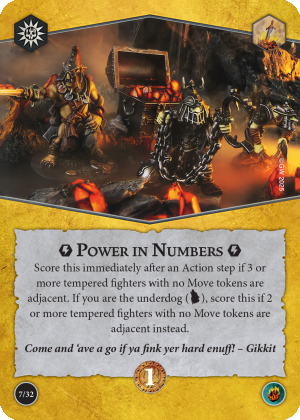 ©GW 2025
POWER IN NUMBERS
Score this immediately after an Action step if 3 or
more tempered fighters with no Move tokens are
adjacent. If you are the underdog ( ), score this if 2
or more tempered fighters with no Move tokens are
adjacent instead.
Come and 'ave a go if ya fink yer hard enuff! – Gikkit
1
7/32